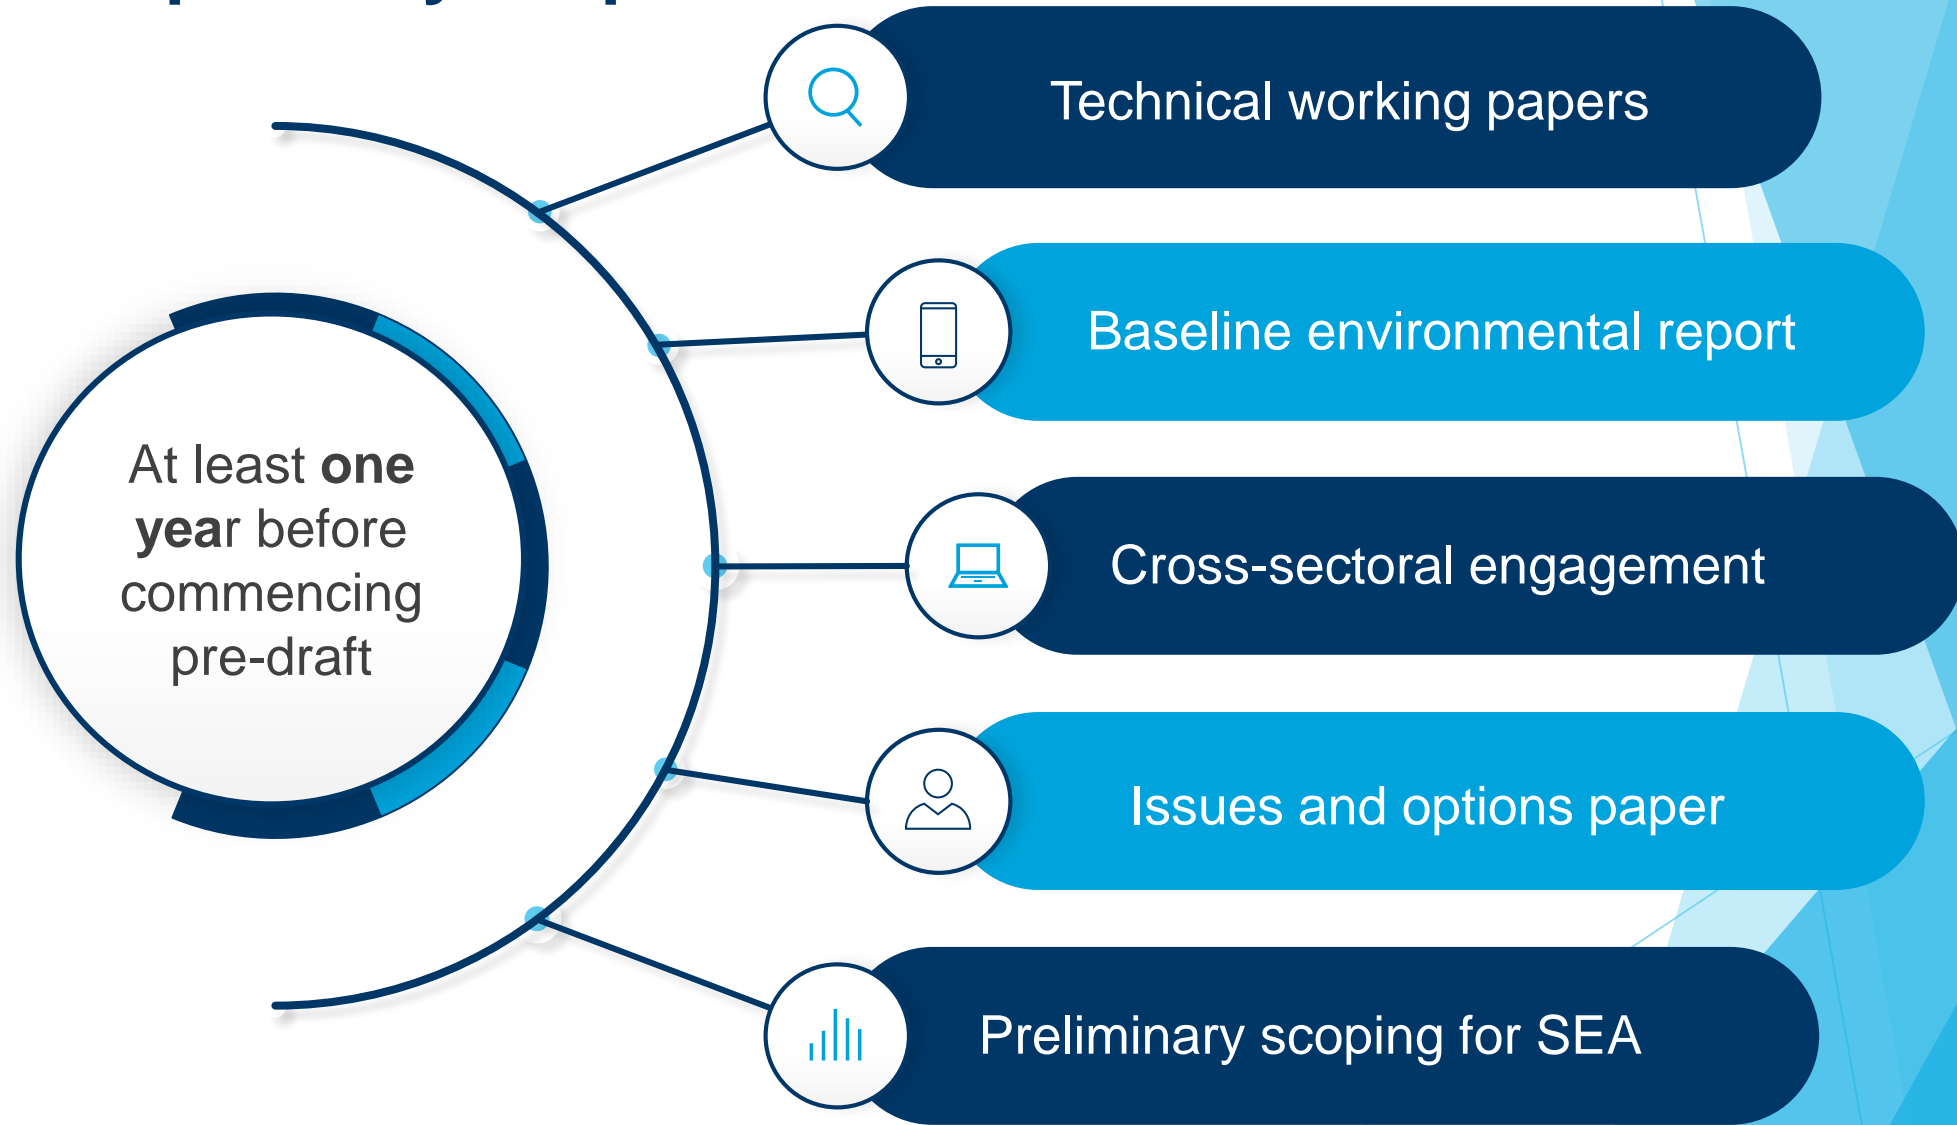 Technical working papers
Baseline environmental report
At least one
year before
commencing
pre-draft
Cross-sectoral engagement
Issues and options paper
Preliminary scoping for SEA